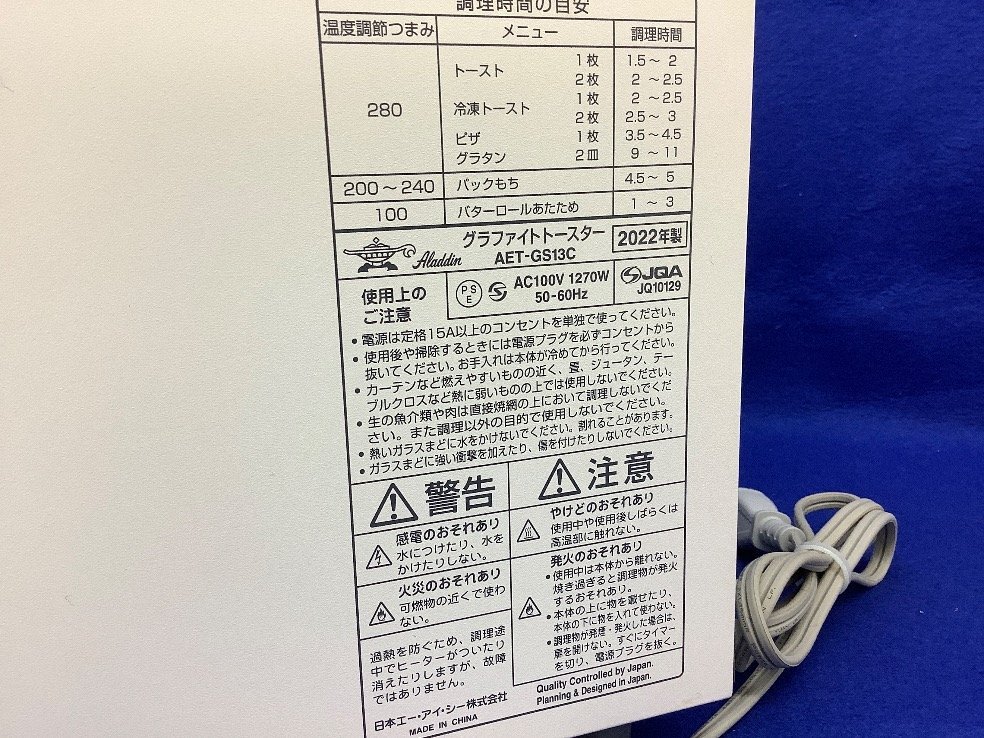 調理時間の目安
温度調節つまみ メニュー 調理時間
280 トースト 1枚 1.5～ 2
2枚 2 ～2.5
冷凍トースト 1枚 2 ～2.5
2枚 2.5～ 3
ピザ 1枚 3.5～4.5
グラタン 2皿 9 ～ 11
200～240 パックもち 4.5～ 5
100 バターロールあたため 1 ～ 3
Aladdin グラファイトトースター AET-GS13C 2022年製
使用上のご注意
PSE AC100V 1270W
50-60Hz
JQA
JQ10129
• 電源は定格15A以上のコンセントを単独で使ってください。
• 使用後や掃除するときには電源プラグを必ずコンセントから
抜いてください。お手入れは本体が冷めてから行ってください。
• カーテンなど燃えやすいものの近く、畳、ジュータン、テー
ブルクロスなど熱に弱いものの上では使用しないでください。
• 生の魚介類や肉は直接焼網の上において調理しないでくだ
さい。また調理以外の目的で使用しないでください。
• 熱いガラスまどに水をかけないでください。割れることがあります。
• ガラスまどに強い衝撃を加えたり、傷を付けたりしないでください。
警告
感電のおそれあり
水につけたり、水を
かけたりしない。
火災のおそれあり
可燃物の近くで使わ
ない。
過熱を防ぐため、調理途
中でヒーターがついたり
消えたりしますが、故障
ではありません。
注意
やけどのおそれあり
使用中や使用後しばらくは
高温部に触れない。
発火のおそれあり
• 使用中は本体から離れない。
焼き過ぎると調理物が発火
するおそれあり。
• 本体の上に物を載せたり、
本体の下に物を入れて使わない。
• 調理物が発煙・発火した場合は、
扉を開けない。すぐにタイマー
を切り、電源プラグを抜く。
日本エー・アイ・シー株式会社
MADE IN CHINA
Quality Controlled by Japan.
Planning & Designed in Japan.